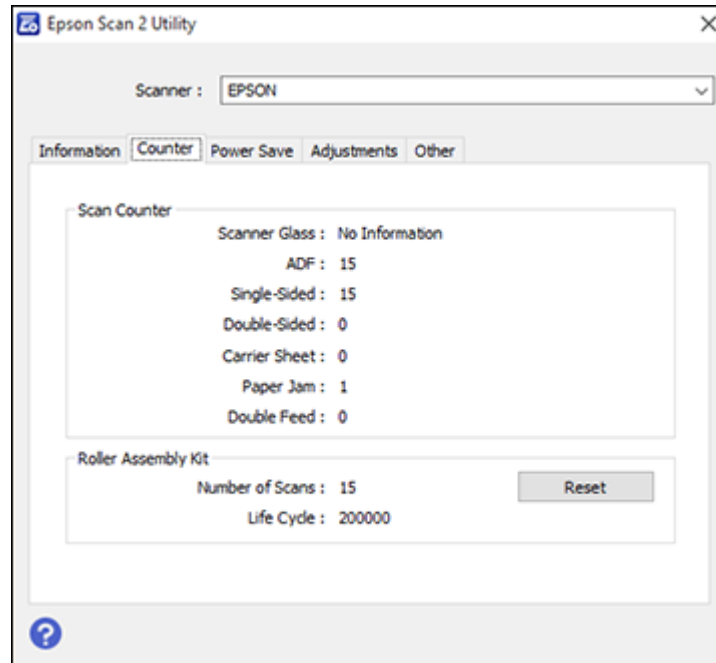 Epson Scan 2 Utility
Scanner : EPSON
Information Counter Power Save Adjustments Other
Scan Counter
Scanner Glass : No Information
ADF : 15
Single-Sided : 15
Double-Sided : 0
Carrier Sheet : 0
Paper Jam : 1
Double Feed : 0
Roller Assembly Kit
Number of Scans : 15 Reset
Life Cycle : 200000
?